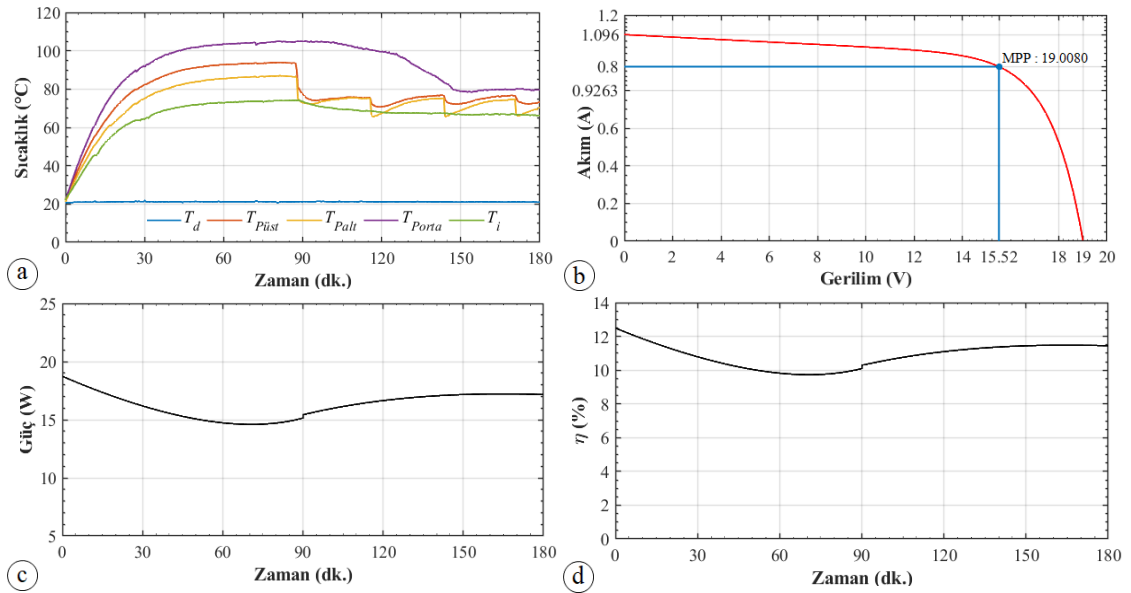 120
100
80
60
40
20
0
Sıcaklık (°C)
T_d T_Püst T_Palt T_Porta T_i
0 30 60 90 120 150 180
Zaman (dk.)
a
1.2
1.096
0.8
0.9263
0.6
0.4
0.2
0
Akım (A)
MPP : 19.0080
0 2 4 6 8 10 12 14 15.52 18 19 20
Gerilim (V)
b
25
20
15
10
5
Güç (W)
0 30 60 90 120 150 180
Zaman (dk.)
c
14
12
10
8
6
4
2
0
η (%)
0 30 60 90 120 150 180
Zaman (dk.)
d